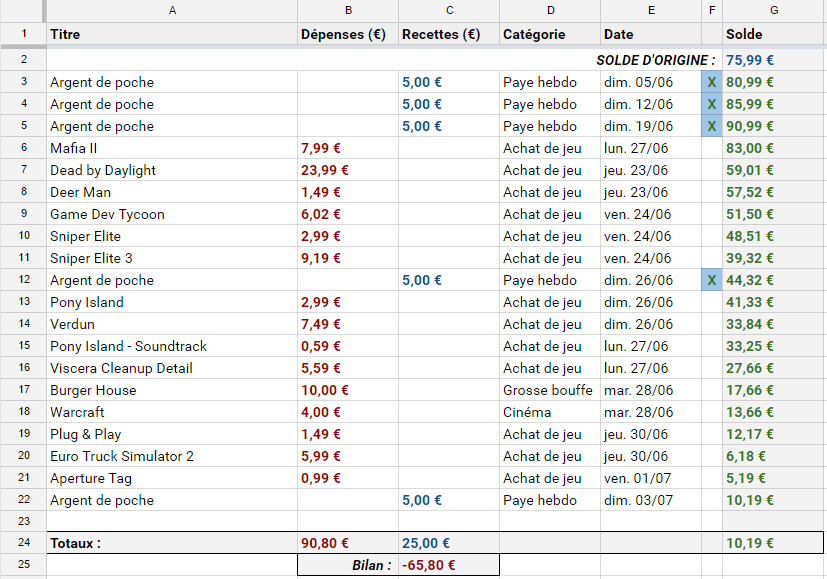 A B C D E F G
1 Titre Dépenses (€) Recettes (€) Catégorie Date Solde
2 SOLDE D'ORIGINE : 75,99 €
3 Argent de poche 5,00 € Paye hebdo dim. 05/06 X 80,99 €
4 Argent de poche 5,00 € Paye hebdo dim. 12/06 X 85,99 €
5 Argent de poche 5,00 € Paye hebdo dim. 19/06 X 90,99 €
6 Mafia II 7,99 € Achat de jeu lun. 27/06 83,00 €
7 Dead by Daylight 23,99 € Achat de jeu jeu. 23/06 59,01 €
8 Deer Man 1,49 € Achat de jeu jeu. 23/06 57,52 €
9 Game Dev Tycoon 6,02 € Achat de jeu ven. 24/06 51,50 €
10 Sniper Elite 2,99 € Achat de jeu ven. 24/06 48,51 €
11 Sniper Elite 3 9,19 € Achat de jeu ven. 24/06 39,32 €
12 Argent de poche 5,00 € Paye hebdo dim. 26/06 X 44,32 €
13 Pony Island 2,99 € Achat de jeu dim. 26/06 41,33 €
14 Verdun 7,49 € Achat de jeu dim. 26/06 33,84 €
15 Pony Island - Soundtrack 0,59 € Achat de jeu lun. 27/06 33,25 €
16 Viscera Cleanup Detail 5,59 € Achat de jeu lun. 27/06 27,66 €
17 Burger House 10,00 € Grosse bouffe mar. 28/06 17,66 €
18 Warcraft 4,00 € Cinéma mar. 28/06 13,66 €
19 Plug & Play 1,49 € Achat de jeu jeu. 30/06 12,17 €
20 Euro Truck Simulator 2 5,99 € Achat de jeu jeu. 30/06 6,18 €
21 Aperture Tag 0,99 € Achat de jeu ven. 01/07 5,19 €
22 Argent de poche 5,00 € Paye hebdo dim. 03/07 10,19 €
23
24 Totaux : 90,80 € 25,00 € 10,19 €
25 Bilan : -65,80 €